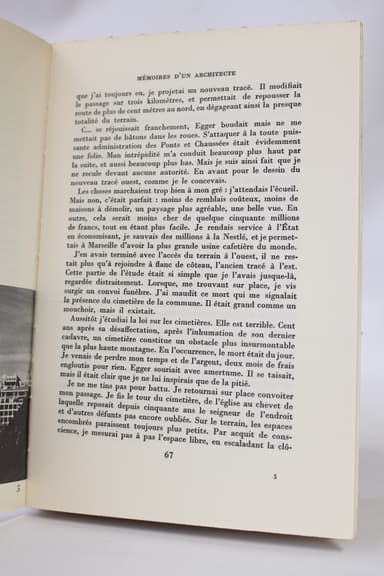 MÉMOIRES D'UN ARCHITECTE
que j'ai toujours eu, je projetai un nouveau tracé. Il modifiait
le passage sur trois kilomètres, et permettait de repousser la
route de plus de cent mètres au nord, en dégageant ainsi la presque
totalité du terrain.
C... se réjouissait franchement, Egger boudait mais ne me
mettait pas de bâtons dans les roues. S'attaquer à la toute puis-
sante administration des Ponts et Chaussées était évidemment
une folie. Mon intrépidité m'a conduit beaucoup plus haut par
la suite, et aussi beaucoup plus bas. Mais je suis ainsi fait que je
ne recule devant aucune autorité. En avant pour le dessin du
nouveau tracé ouest, comme je le concevais.
Les choses marchaient trop bien à mon gré : j'attendais l'écueil.
Mais non, c'était parfait : moins de remblais coûteux, moins de
maisons à démolir, un paysage plus agréable, une belle vue. En
outre, cela serait moins cher de quelque cinquante millions
de francs, tout en étant plus facile. Je rendais service à l'État
en économisant, je sauvais des millions à la Nestlé, et je permet-
tais à Marseille d'avoir la plus grande usine cafetière du monde.
J'en avais terminé avec l'accès du terrain à l'ouest, il ne res-
tait plus qu'à rejoindre à flanc de côteau, l'ancien tracé à l'est.
Cette partie de l'étude était si simple que je l'avais jusque-là,
regardée distraitement. Lorsque, me trouvant sur place, je vis
surgir un convoi funèbre. J'ai maudit ce mort qui me signalait
la présence du cimetière de la commune. Il était grand comme un
mouchoir, mais il existait.
Aussitôt j'étudiai la loi sur les cimetières. Elle est terrible. Cent
ans après sa désaffectation, après l'inhumation de son dernier
cadavre, un cimetière constitue un obstacle plus insurmontable
que la plus haute montagne. En l'occurrence, le mort était du jour.
Je venais de perdre mon temps et de l'argent, deux mois de frais
engloutis pour rien. Egger souriait avec amertume. Il se taisait,
mais il était clair que je ne lui inspirais que de la pitié.
Je ne me tins pas pour battu. Je retournai sur place convoiter
mon passage. Je fis le tour du cimetière, de l'église au chevet de
laquelle reposait depuis cinquante ans le seigneur de l'endroit
et d'autres défunts pas encore oubliés. Sur le terrain, les espaces
encombrés paraissent toujours plus petits. Par acquit de cons-
cience, je mesurai pas à pas l'espace libre, en escaladant la clô-
67
5
5